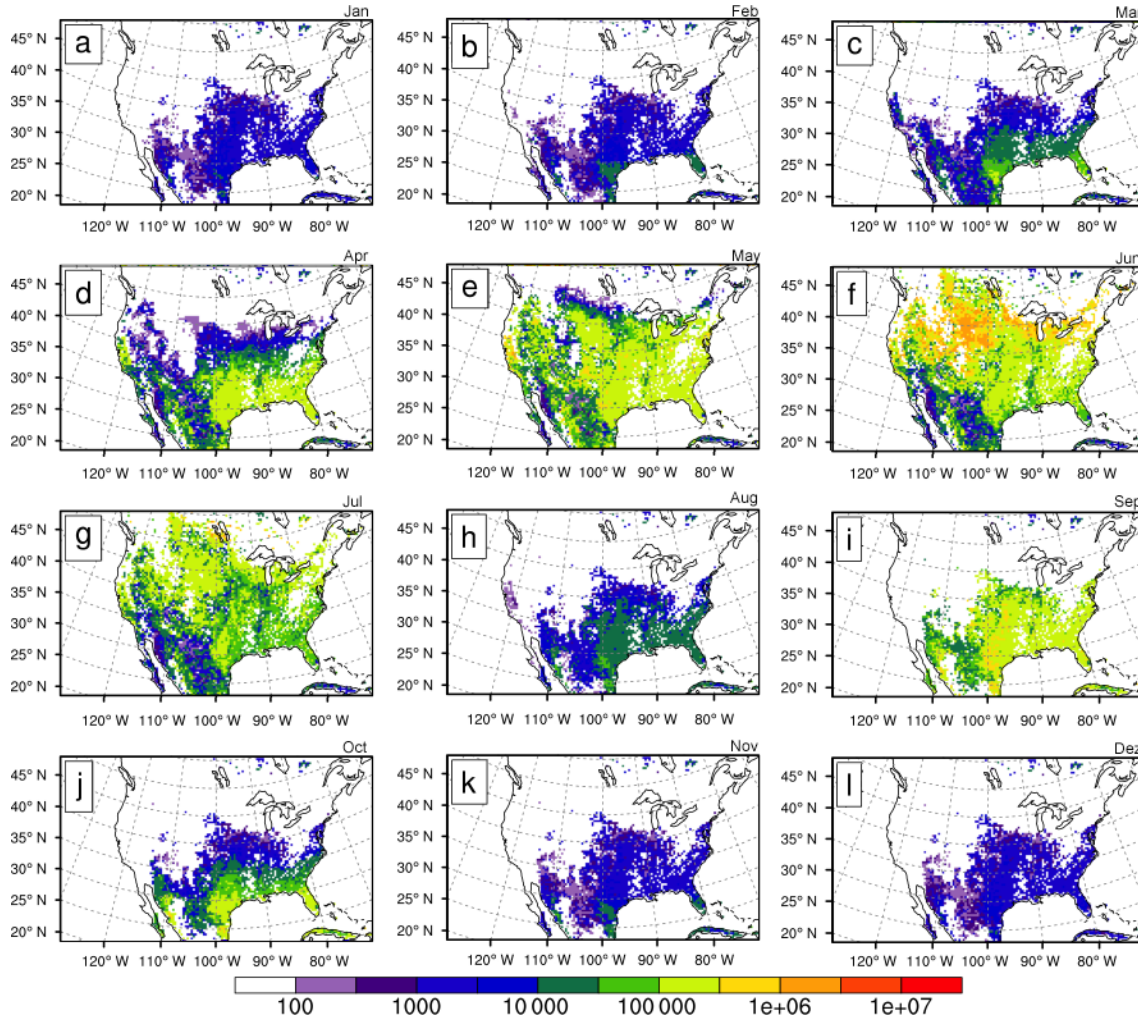 Jan Feb Mar
a b c
45° N 45° N 45° N
40° N 40° N 40° N
35° N 35° N 35° N
30° N 30° N 30° N
25° N 25° N 25° N
20° N 20° N 20° N
120° W 110° W 100° W 90° W 80° W 120° W 110° W 100° W 90° W 80° W 120° W 110° W 100° W 90° W 80° W
Apr May Jun
d e f
45° N 45° N 45° N
40° N 40° N 40° N
35° N 35° N 35° N
30° N 30° N 30° N
25° N 25° N 25° N
20° N 20° N 20° N
120° W 110° W 100° W 90° W 80° W 120° W 110° W 100° W 90° W 80° W 120° W 110° W 100° W 90° W 80° W
Jul Aug Sep
g h i
45° N 45° N 45° N
40° N 40° N 40° N
35° N 35° N 35° N
30° N 30° N 30° N
25° N 25° N 25° N
20° N 20° N 20° N
120° W 110° W 100° W 90° W 80° W 120° W 110° W 100° W 90° W 80° W 120° W 110° W 100° W 90° W 80° W
Oct Nov Dez
j k l
45° N 45° N 45° N
40° N 40° N 40° N
35° N 35° N 35° N
30° N 30° N 30° N
25° N 25° N 25° N
20° N 20° N 20° N
120° W 110° W 100° W 90° W 80° W 120° W 110° W 100° W 90° W 80° W 120° W 110° W 100° W 90° W 80° W
100 1000 10 000 100 000 1e+06 1e+07